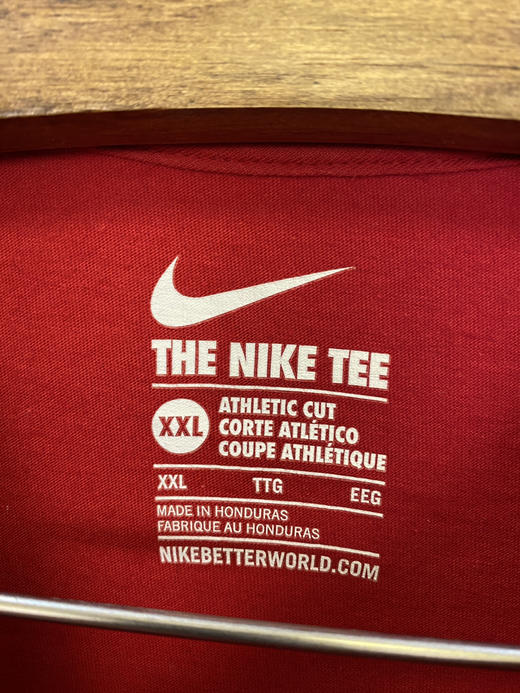 THE NIKE TEE
XXL
ATHLETIC CUT
CORTE ATLÉTICO
COUPE ATHLÉTIQUE
XXL TTG EEG
MADE IN HONDURAS
FABRIQUE AU HONDURAS
NIKEBETTERWORLD.COM